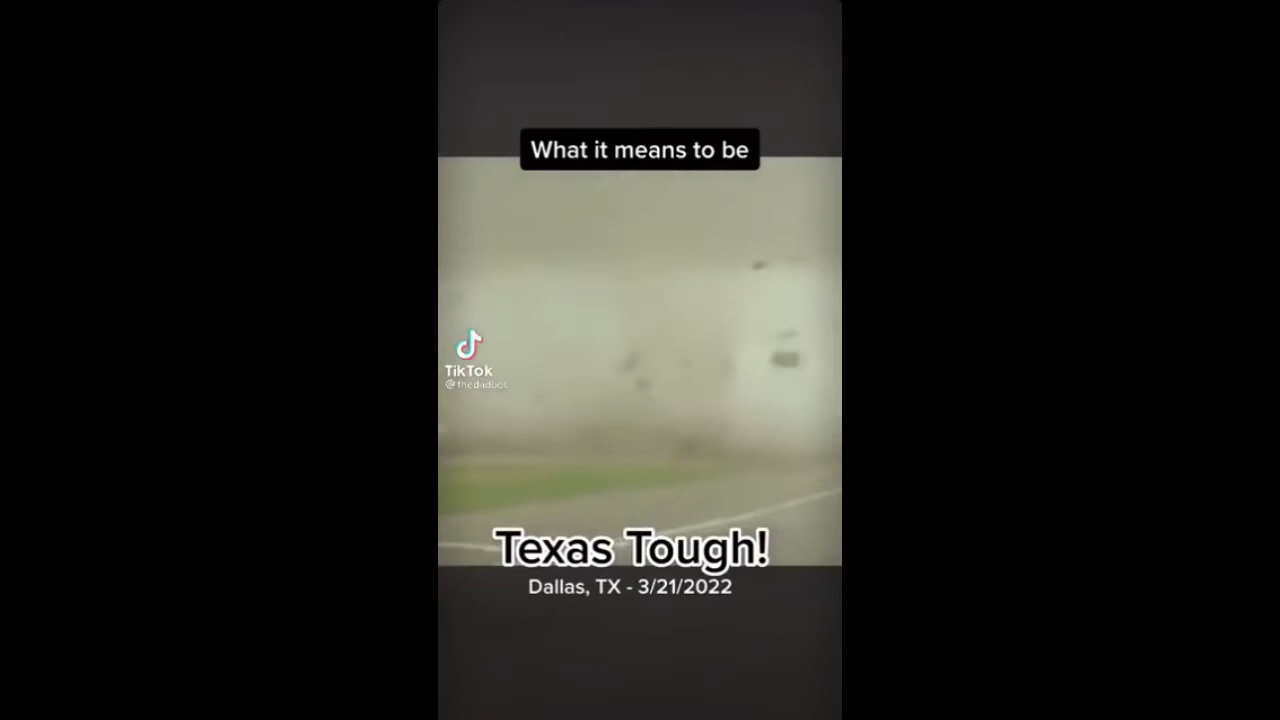 What it means to be
TikTok
Texas Tough!
Dallas, TX - 3/21/2022